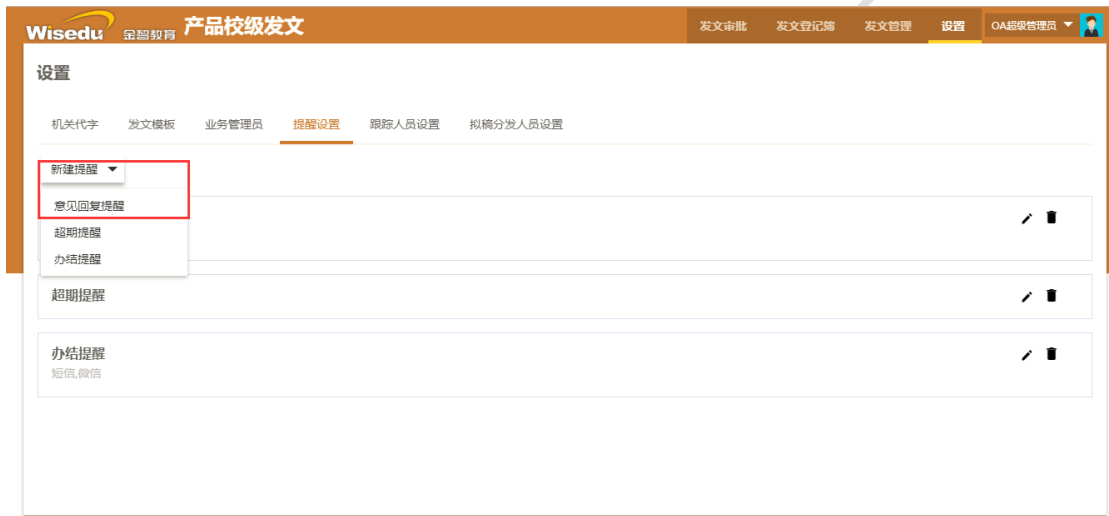 Wisedu 金智教育 产品校级发文 发文审批 发文登记簿 发文管理 设置 OA超级管理员
设置
机关代字 发文模板 业务管理员 提醒设置 跟踪人员设置 拟稿分发人员设置
新建提醒
意见回复提醒
超期提醒
办结提醒
超期提醒
办结提醒
短信,微信